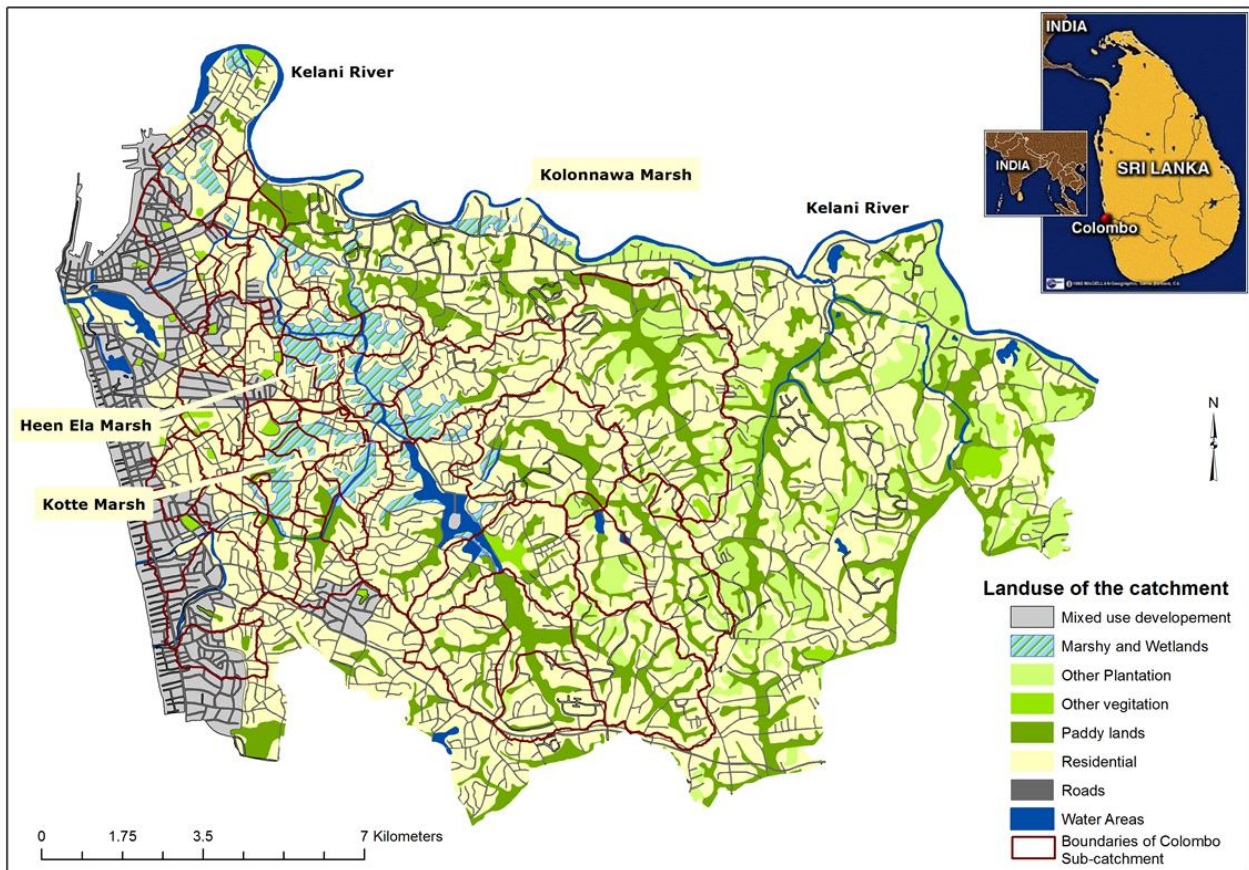 Kelani River
Kolonnawa Marsh
Kelani River
Heen Ela Marsh
Kotte Marsh
INDIA
INDIA
SRI LANKA
Colombo
N
Landuse of the catchment
Mixed use developement
Marshy and Wetlands
Other Plantation
Other vegitation
Paddy lands
Residential
Roads
Water Areas
Boundaries of Colombo
Sub-catchment
0 1.75 3.5 7 Kilometers